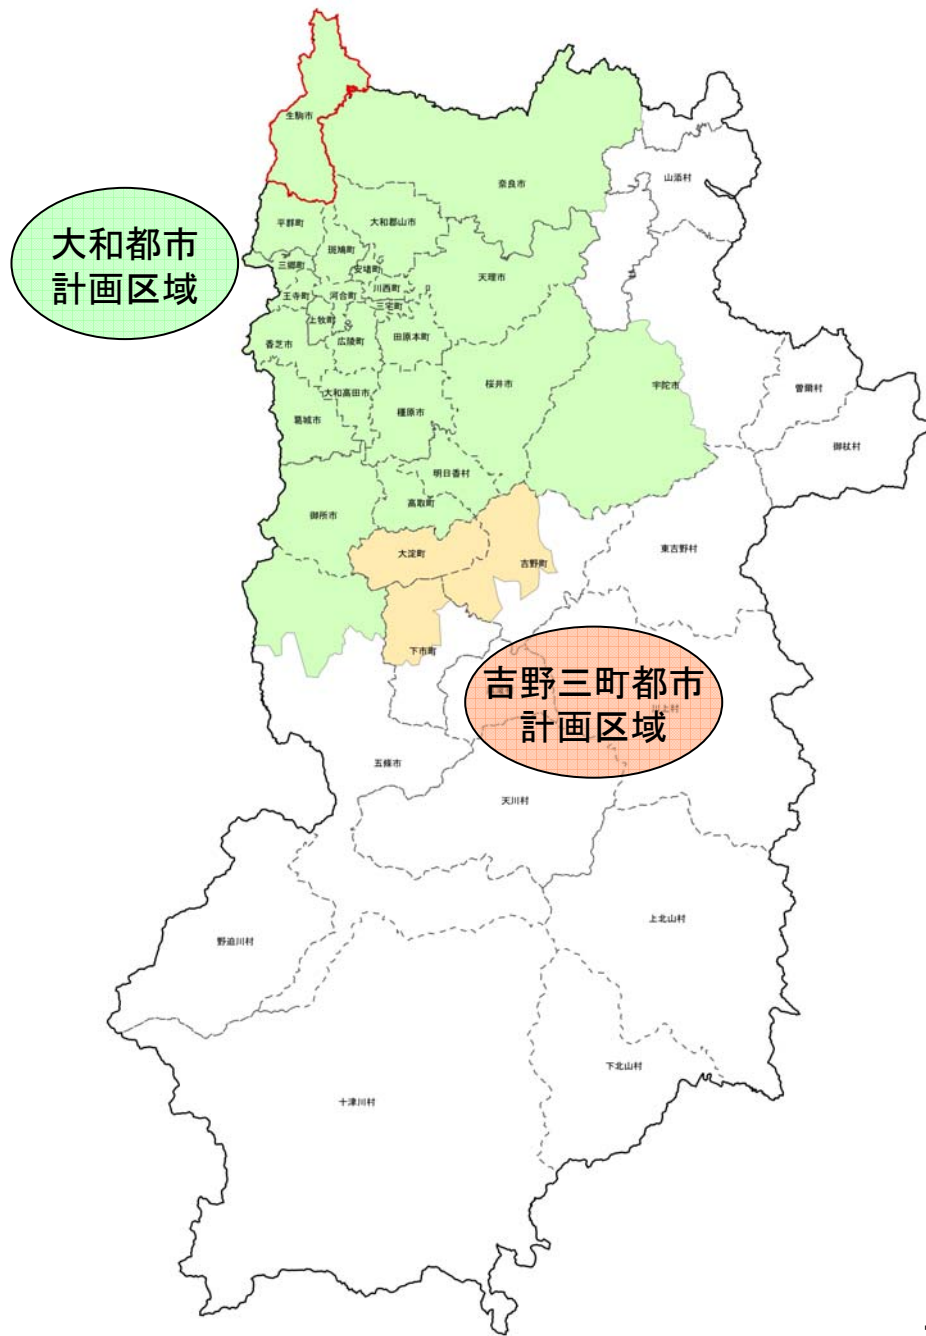 生駒市
山添村
奈良市
平群町
大和郡山市
大和都市
計画区域
斑鳩町
三郷町
安堵町
天理市
川西町
王寺町
河合町
三宅町
上牧町
田原本町
広陵町
香芝市
桜井市
宇陀市
曽爾村
大和高田市
橿原市
葛城市
御杖村
明日香村
高取町
御所市
東吉野村
大淀町
吉野町
下市町
吉野三町都市
計画区域
川上村
五條市
天川村
上北山村
野迫川村
下北山村
十津川村